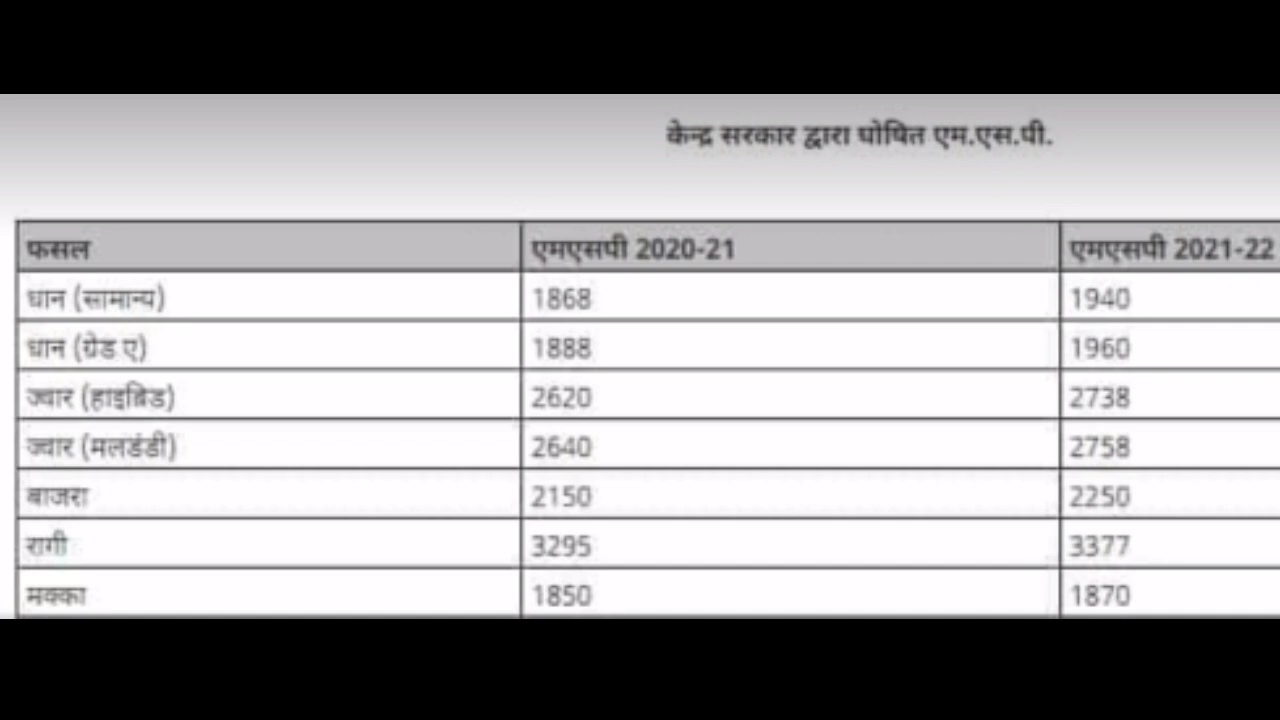 केन्द्र सरकार द्वारा घोषित एम.एस.पी.
फसल एमएसपी 2020-21 एमएसपी 2021-22
धान (सामान्य) 1868 1940
धान (ग्रेड ए) 1888 1960
ज्वार (हाइब्रिड) 2620 2738
ज्वार (मलडंडी) 2640 2758
बाजरा 2150 2250
रागी 3295 3377
मक्का 1850 1870